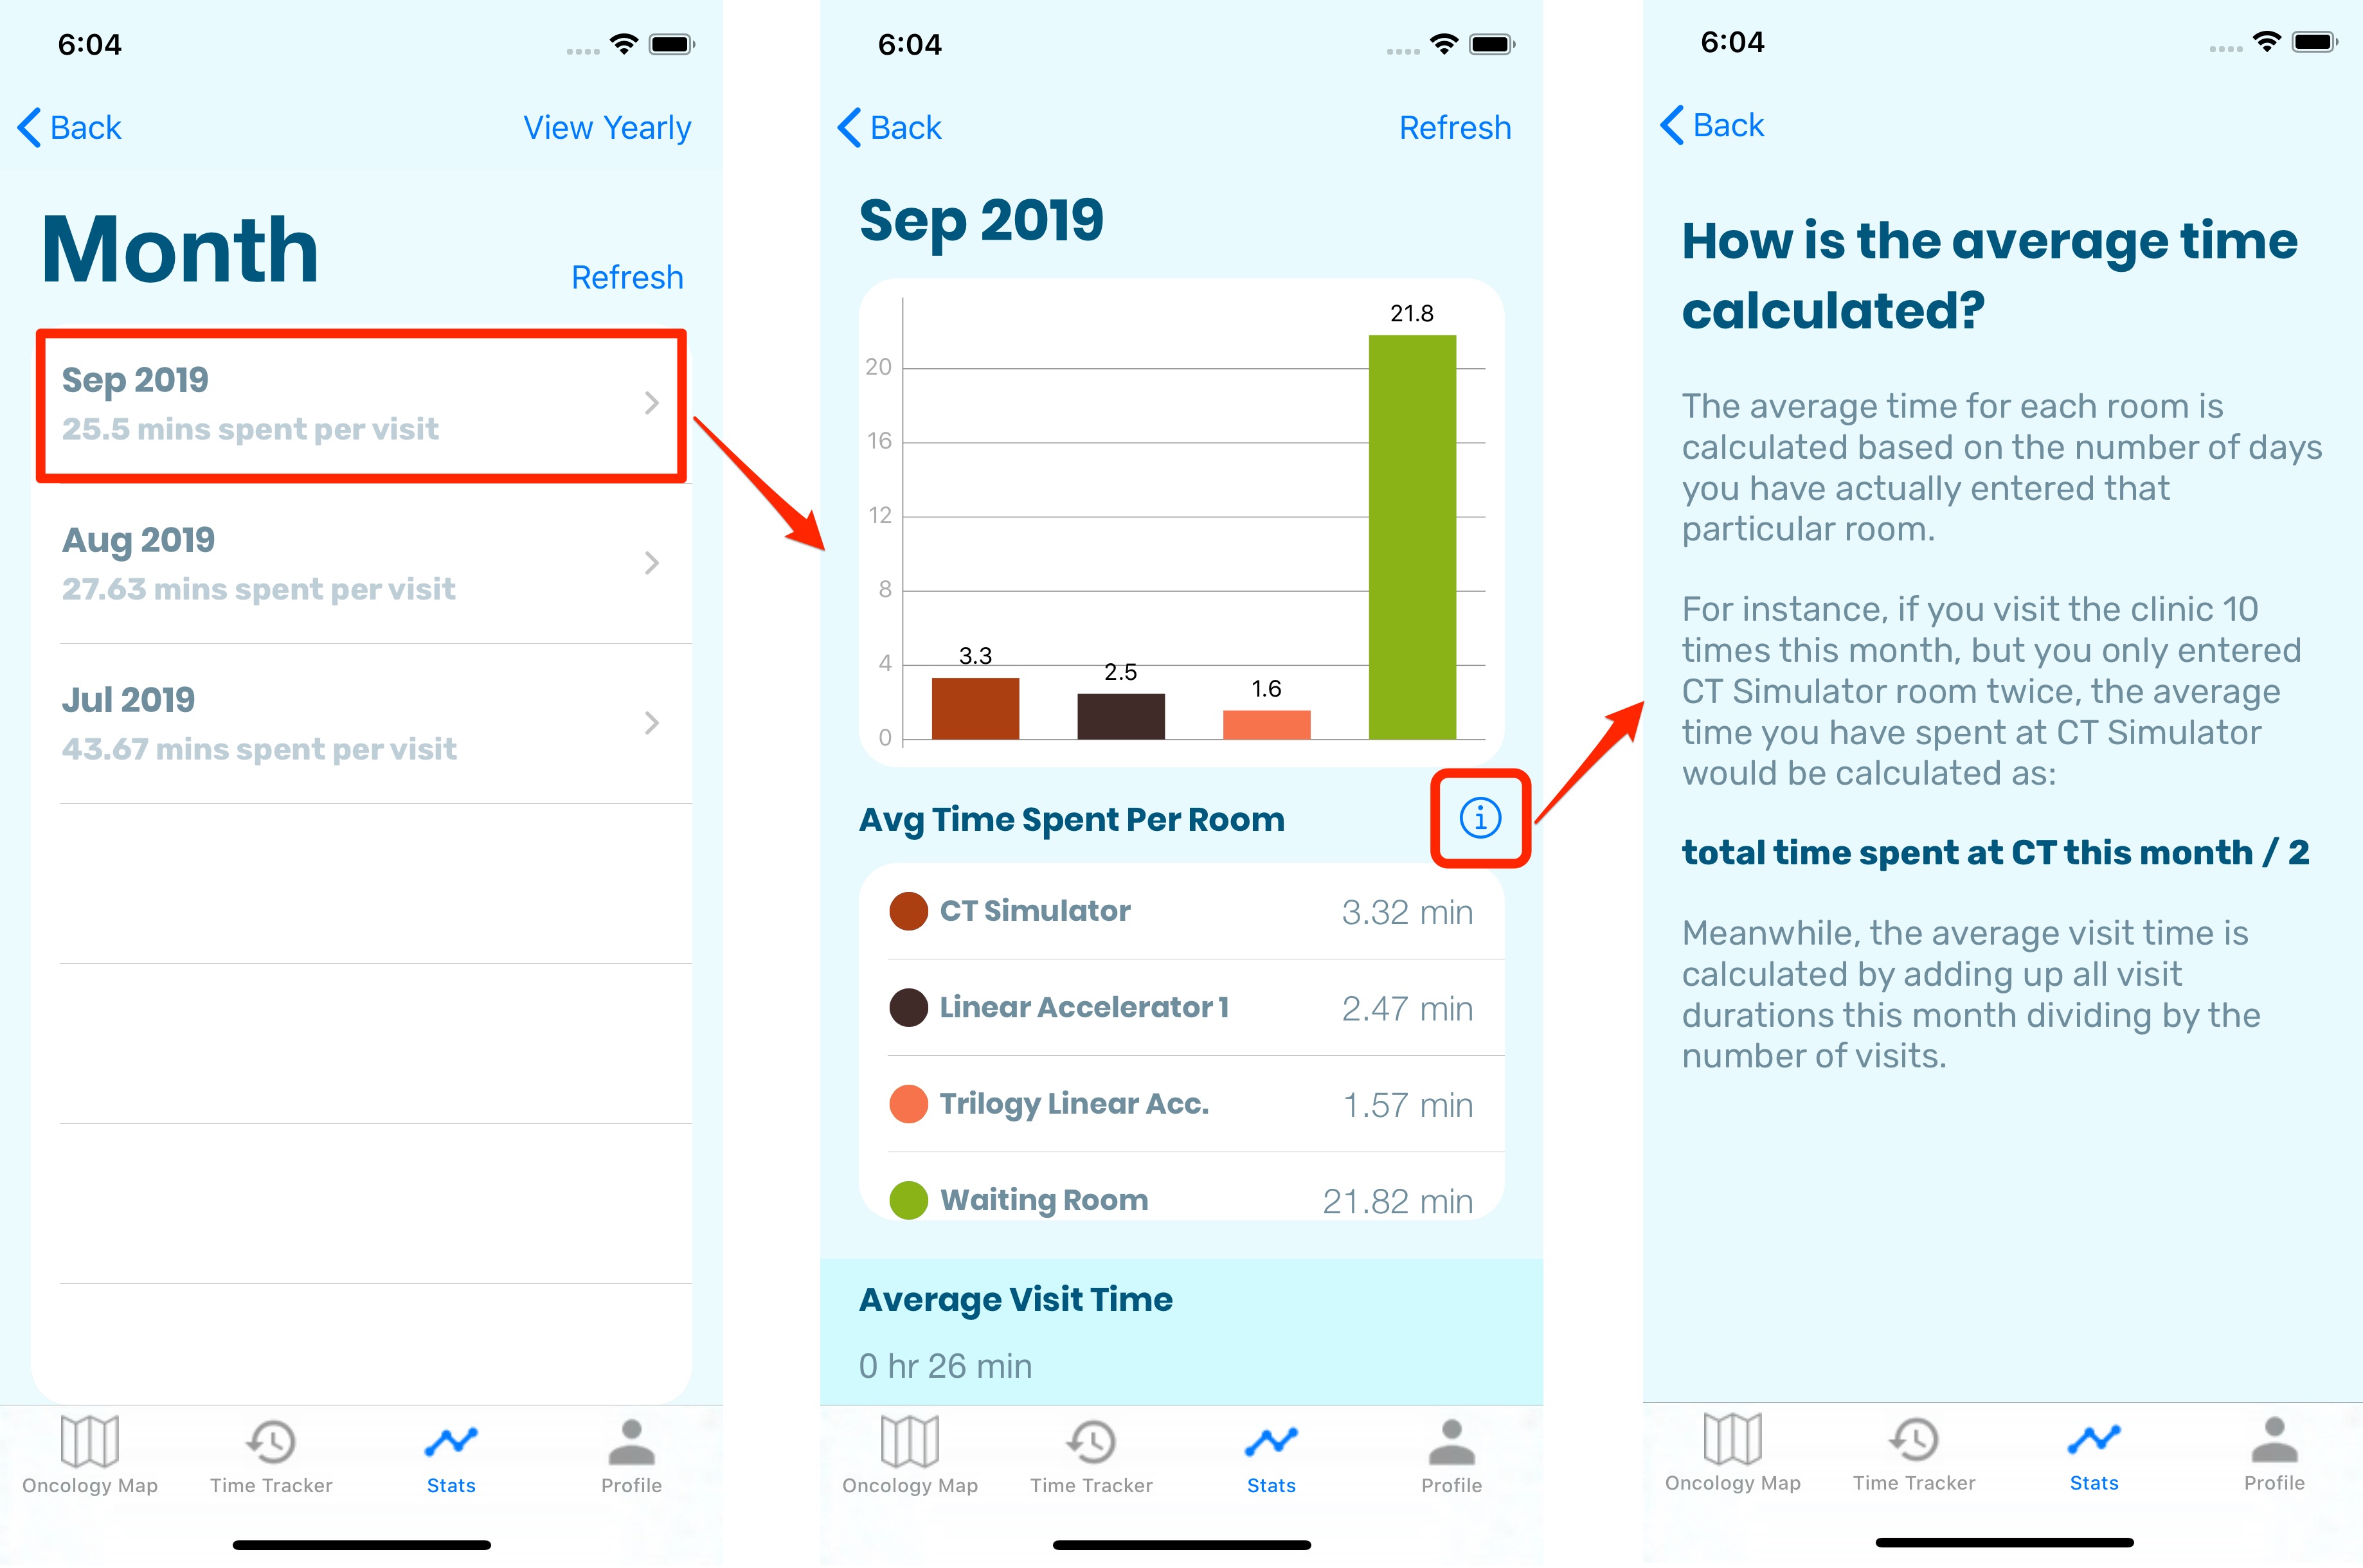 6:04
Back
View Yearly
Month
Refresh
Sep 2019
25.5 mins spent per visit
Aug 2019
27.63 mins spent per visit
Jul 2019
43.67 mins spent per visit
Oncology Map
Time Tracker
Stats
Profile
6:04
Back
Refresh
Sep 2019
21.8
20
16
12
8
4
0
3.3
2.5
1.6
Avg Time Spent Per Room
CT Simulator 3.32 min
Linear Accelerator 1 2.47 min
Trilogy Linear Acc. 1.57 min
Waiting Room 21.82 min
Average Visit Time
0 hr 26 min
Oncology Map
Time Tracker
Stats
Profile
6:04
Back
How is the average time
calculated?
The average time for each room is
calculated based on the number of days
you have actually entered that
particular room.
For instance, if you visit the clinic 10
times this month, but you only entered
CT Simulator room twice, the average
time you have spent at CT Simulator
would be calculated as:
total time spent at CT this month / 2
Meanwhile, the average visit time is
calculated by adding up all visit
durations this month dividing by the
number of visits.
Oncology Map
Time Tracker
Stats
Profile